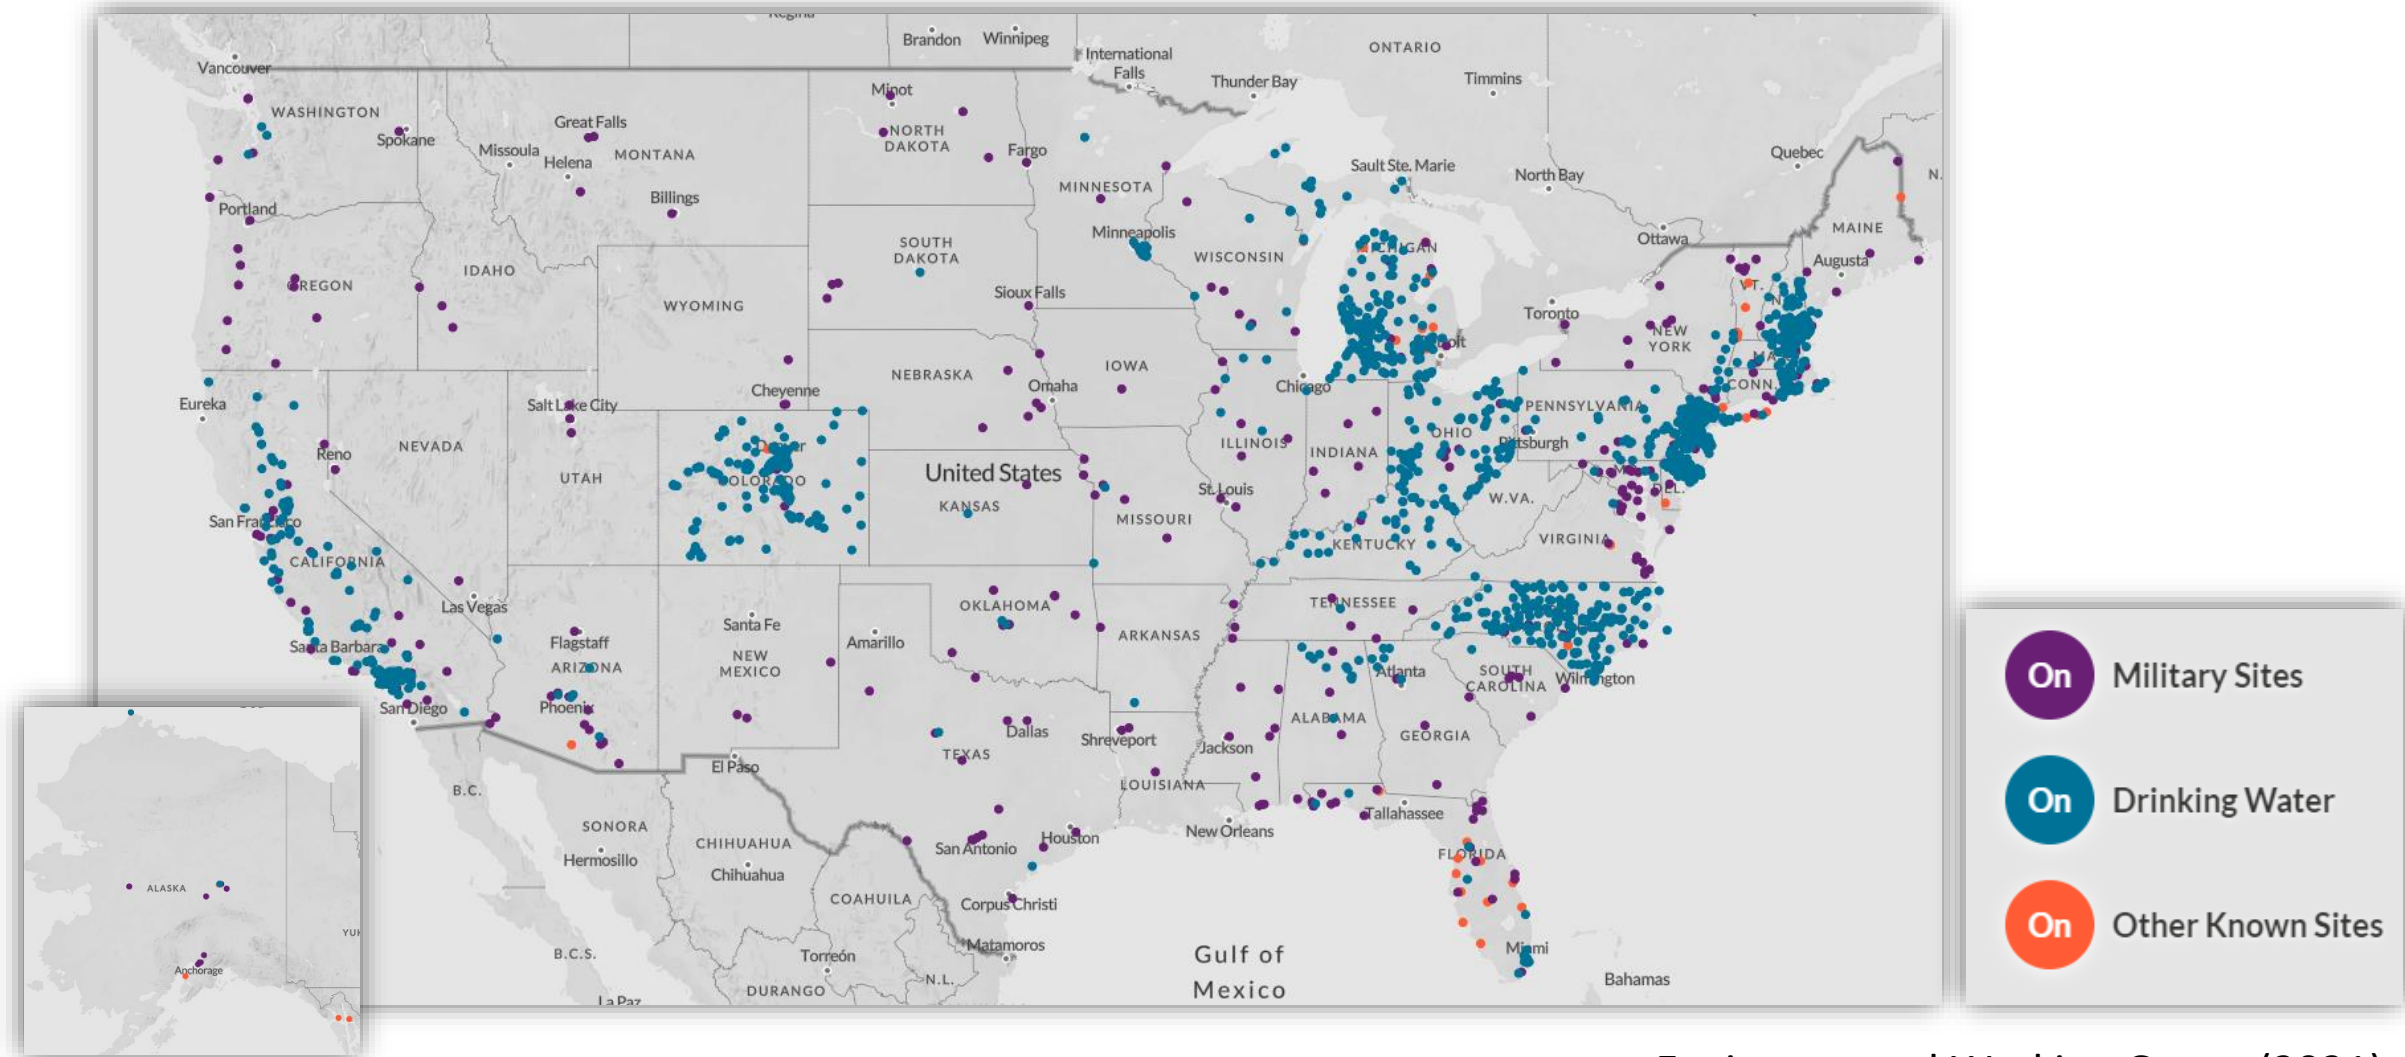 Brandon
Winnipeg
International
Falls
ONTARIO
Vancouver
Thunder Bay
Timmins
Minot
WASHINGTON
Great Falls
NORTH
DAKOTA
Spokane
Missoula
Helena
MONTANA
Fargo
Sault Ste. Marie
North Bay
Quebec
Billings
MINNESOTA
Portland
Minneapolis
Ottawa
MAINE
SOUTH
DAKOTA
WISCONSIN
Augusta
IDAHO
OREGON
WYOMING
Sioux Falls
VT.
Toronto
NEW
YORK
IOWA
NEBRASKA
Omaha
Chicago
CONN.
Cheyenne
Eureka
Salt Lake City
PENNSYLVANIA
Denver
OHIO
Pittsburgh
Reno
NEVADA
ILLINOIS
INDIANA
United States
UTAH
COLORADO
DEL.
St. Louis
W.VA.
KANSAS
San Francisco
MISSOURI
VIRGINIA
KENTUCKY
CALIFORNIA
Las Vegas
OKLAHOMA
TENNESSEE
Santa Fe
Flagstaff
Amarillo
ARKANSAS
Santa Barbara
ARIZONA
NEW
MEXICO
Atlanta
SOUTH
CAROLINA
Wilmington
San Diego
Phoenix
ALABAMA
Dallas
Shreveport
GEORGIA
Jackson
TEXAS
El Paso
LOUISIANA
B.C.
Tallahassee
SONORA
Houston
New Orleans
CHIHUAHUA
San Antonio
Hermosillo
FLORIDA
Chihuahua
COAHUILA
Corpus Christi
Matamoros
Miami
B.C.S.
Torreón
Gulf of
Mexico
N.L.
Bahamas
DURANGO
La Paz
ALASKA
Anchorage
On Military Sites
On Drinking Water
On Other Known Sites